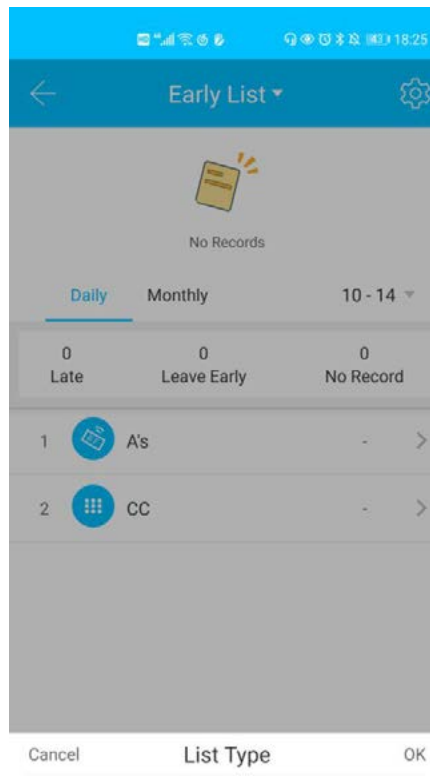 18:25
Early List
No Records
Daily Monthly 10 - 14
0 0 0
Late Leave Early No Record
1 A's -
2 CC -
Cancel List Type OK